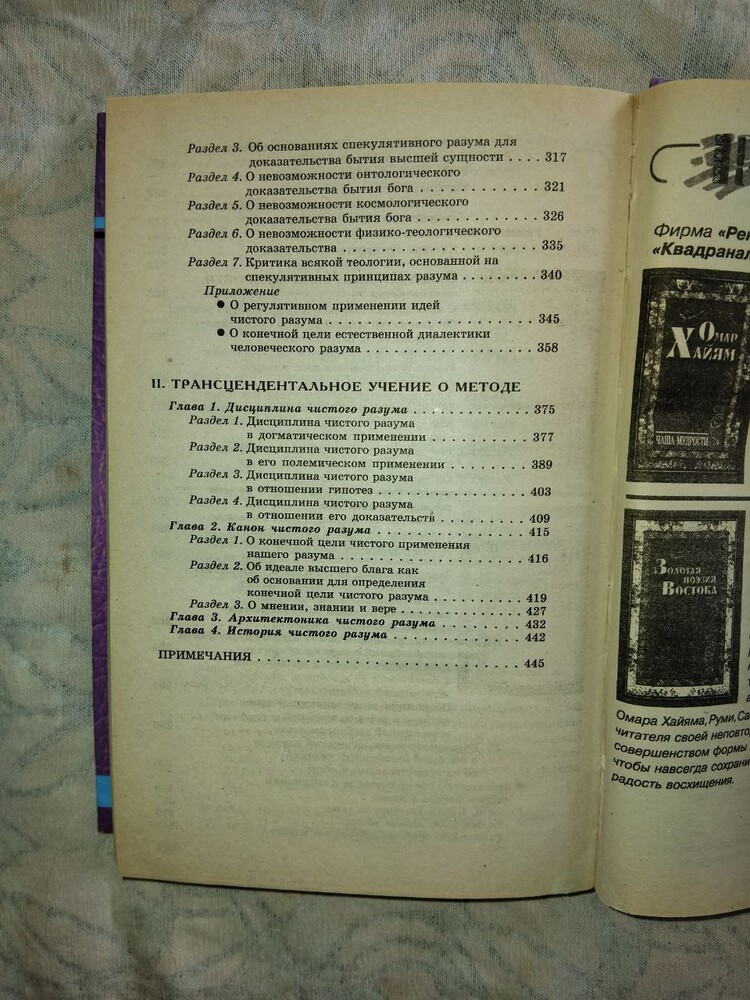 Раздел 3. Об основаниях спекулятивного разума для
доказательства бытия высшей сущности . . . . 317
Раздел 4. О невозможности онтологического
доказательства бытия бога . . . . . . . . . . . . 321
Раздел 5. О невозможности космологического
доказательства бытия бога . . . . . . . . . . . . 326
Раздел 6. О невозможности физико-теологического
доказательства . . . . . . . . . . . . . . . . . . . . 335
Раздел 7. Критика всякой теологии, основанной на
спекулятивных принципах разума . . . . . . . . 340
Приложение
● О регулятивном применении идей
чистого разума . . . . . . . . . . . . . . . . . . . . . 345
● О конечной цели естественной диалектики
человеческого разума . . . . . . . . . . . . . . . . . 358
II. ТРАНСЦЕНДЕНТАЛЬНОЕ УЧЕНИЕ О МЕТОДЕ
Глава 1. Дисциплина чистого разума . . . . . . . . . . . . 375
Раздел 1. Дисциплина чистого разума
в догматическом применении . . . . . . . . . . . 377
Раздел 2. Дисциплина чистого разума
в его полемическом применении . . . . . . . . 389
Раздел 3. Дисциплина чистого разума
в отношении гипотез . . . . . . . . . . . . . . . . . 403
Раздел 4. Дисциплина чистого разума
в отношении его доказательств . . . . . . . . . 409
Глава 2. Канон чистого разума . . . . . . . . . . . . . . . . 415
Раздел 1. О конечной цели чистого применения
нашего разума . . . . . . . . . . . . . . . . . . . . . 416
Раздел 2. Об идеале высшего блага как
об основании для определения
конечной цели чистого разума . . . . . . . . . 419
Раздел 3. О мнении, знании и вере . . . . . . . . . . . . 427
Глава 3. Архитектоника чистого разума . . . . . . . . . 432
Глава 4. История чистого разума . . . . . . . . . . . . . . 442
ПРИМЕЧАНИЯ . . . . . . . . . . . . . . . . . . . . . . . . . . . 445
Фирма «Рен
«Квадранал
Омар
Хайям
ЧАША МУДРОСТИ
Золотая
поэзия
Востока
Омара Хайяма, Руми, Са
читателя своей неповто
совершенством формы
чтобы навсегда сохрани
радость восхищения.